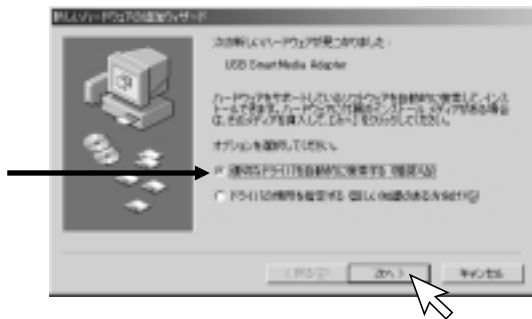 新しいハードウェアの追加ウィザード
次の新しいハードウェアが見つかりました:
USB SmartMedia Adapter
ハードウェアをサポートしているソフトウェアを自動的に検索して、インス
トールできます。ハードウェアに付属のインストール メディアがある場合
は、そのメディアを挿入して、[次へ] をクリックしてください。
オプションを選択してください。
適切なドライバを自動的に検索する (推奨)(A)
ドライバの場所を指定する (詳しい知識のある方向け)(S)
< 戻る(B)
次へ >
キャンセル